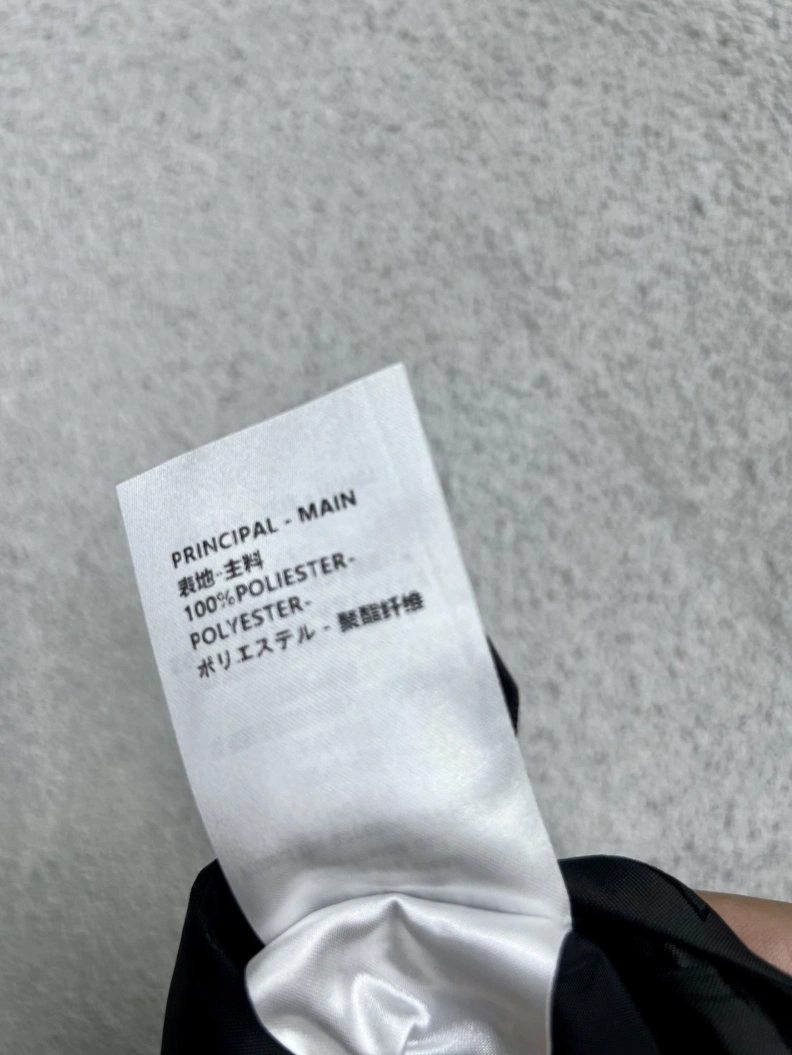 PRINCIPAL - MAIN
表地-主料
100%POLIESTER-
POLYESTER-
ポリエステル - 聚酯纤维